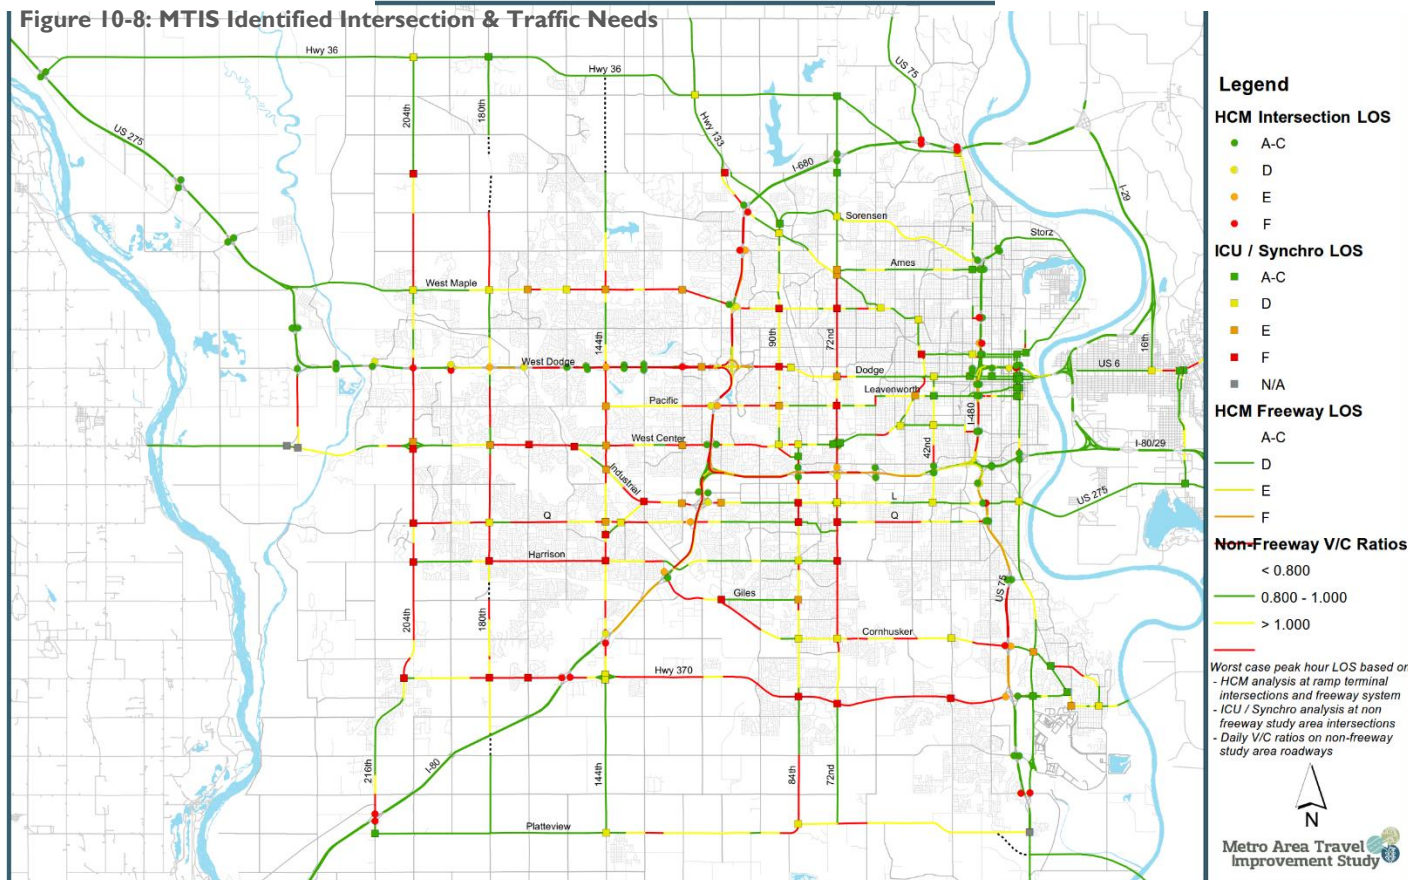 Figure 10-8: MTIS Identified Intersection & Traffic Needs
Hwy 36
Hwy 36
US 75
204th
180th
Hwy 133
US 275
I-680
I-29
Sorensen
Storz
Ames
West Maple
144th
90th
72nd
16th
West Dodge
Dodge
US 6
Leavenworth
Pacific
I-480
West Center
42nd
I-80/29
Industrial
L
US 275
Q
Q
Harrison
US 75
Giles
204th
180th
Cornhusker
Hwy 370
I-80
216th
144th
84th
72nd
Platteview
Legend
HCM Intersection LOS
A-C
D
E
F
ICU / Synchro LOS
A-C
D
E
F
N/A
HCM Freeway LOS
A-C
D
E
F
Non-Freeway V/C Ratios
< 0.800
0.800 - 1.000
> 1.000
Worst case peak hour LOS based on
- HCM analysis at ramp terminal
intersections and freeway system
- ICU / Synchro analysis at non
freeway study area intersections
- Daily V/C ratios on non-freeway
study area roadways
N
Metro Area Travel
Improvement Study